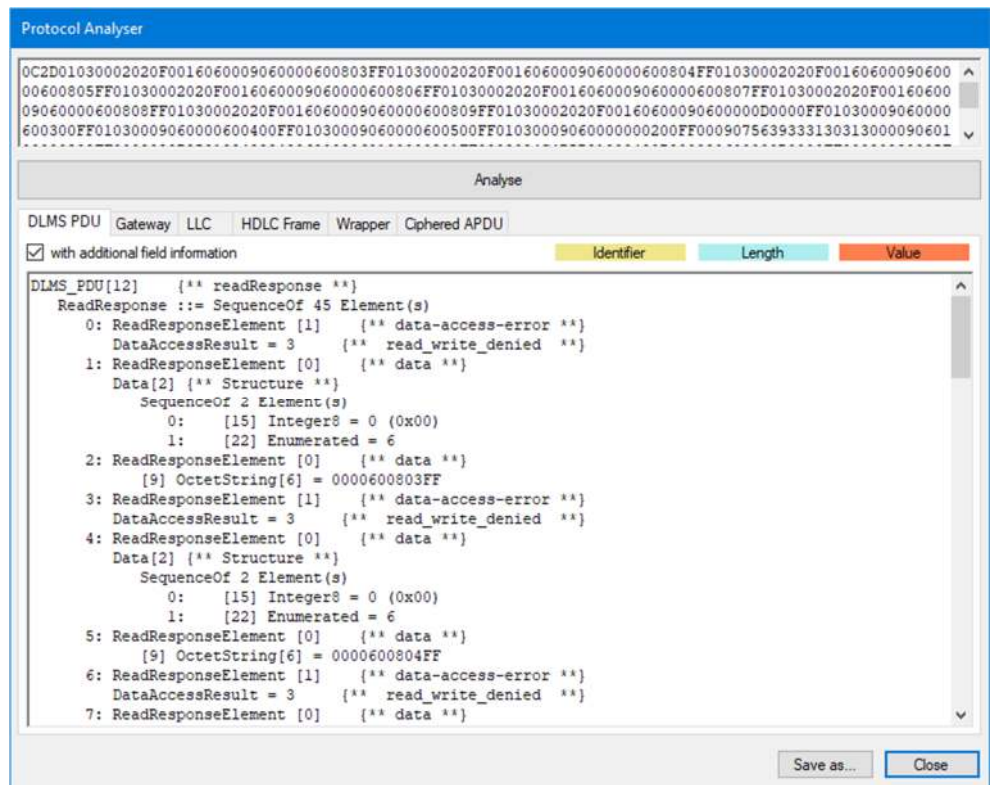 Protocol Analyser
0C2D01030002020F00160600090600006008​03FF01030002020F0016060009060000600804FF01030002020F00160600090600
00600805FF01030002020F0016060009060000600806FF01030002020F0016060009060000600807FF01030002020F00160600
09060000600808FF01030002020F0016060009060000600809FF01030002020F00160600090600000D0000FF01030009060000
600300FF01030009060000600400FF01030009060000600500FF01030009060000000200FF0009075639333130313000090601
Analyse
DLMS PDU Gateway LLC HDLC Frame Wrapper Ciphered APDU
with additional field information Identifier Length Value
DLMS_PDU[12] {** readResponse **}
ReadResponse ::= SequenceOf 45 Element(s)
0: ReadResponseElement [1] {** data-access-error **}
DataAccessResult = 3 {** read_write_denied **}
1: ReadResponseElement [0] {** data **}
Data[2] {** Structure **}
SequenceOf 2 Element(s)
0: [15] Integer8 = 0 (0x00)
1: [22] Enumerated = 6
2: ReadResponseElement [0] {** data **}
[9] OctetString[6] = 0000600803FF
3: ReadResponseElement [1] {** data-access-error **}
DataAccessResult = 3 {** read_write_denied **}
4: ReadResponseElement [0] {** data **}
Data[2] {** Structure **}
SequenceOf 2 Element(s)
0: [15] Integer8 = 0 (0x00)
1: [22] Enumerated = 6
5: ReadResponseElement [0] {** data **}
[9] OctetString[6] = 0000600804FF
6: ReadResponseElement [1] {** data-access-error **}
DataAccessResult = 3 {** read_write_denied **}
7: ReadResponseElement [0] {** data **}
Save as... Close